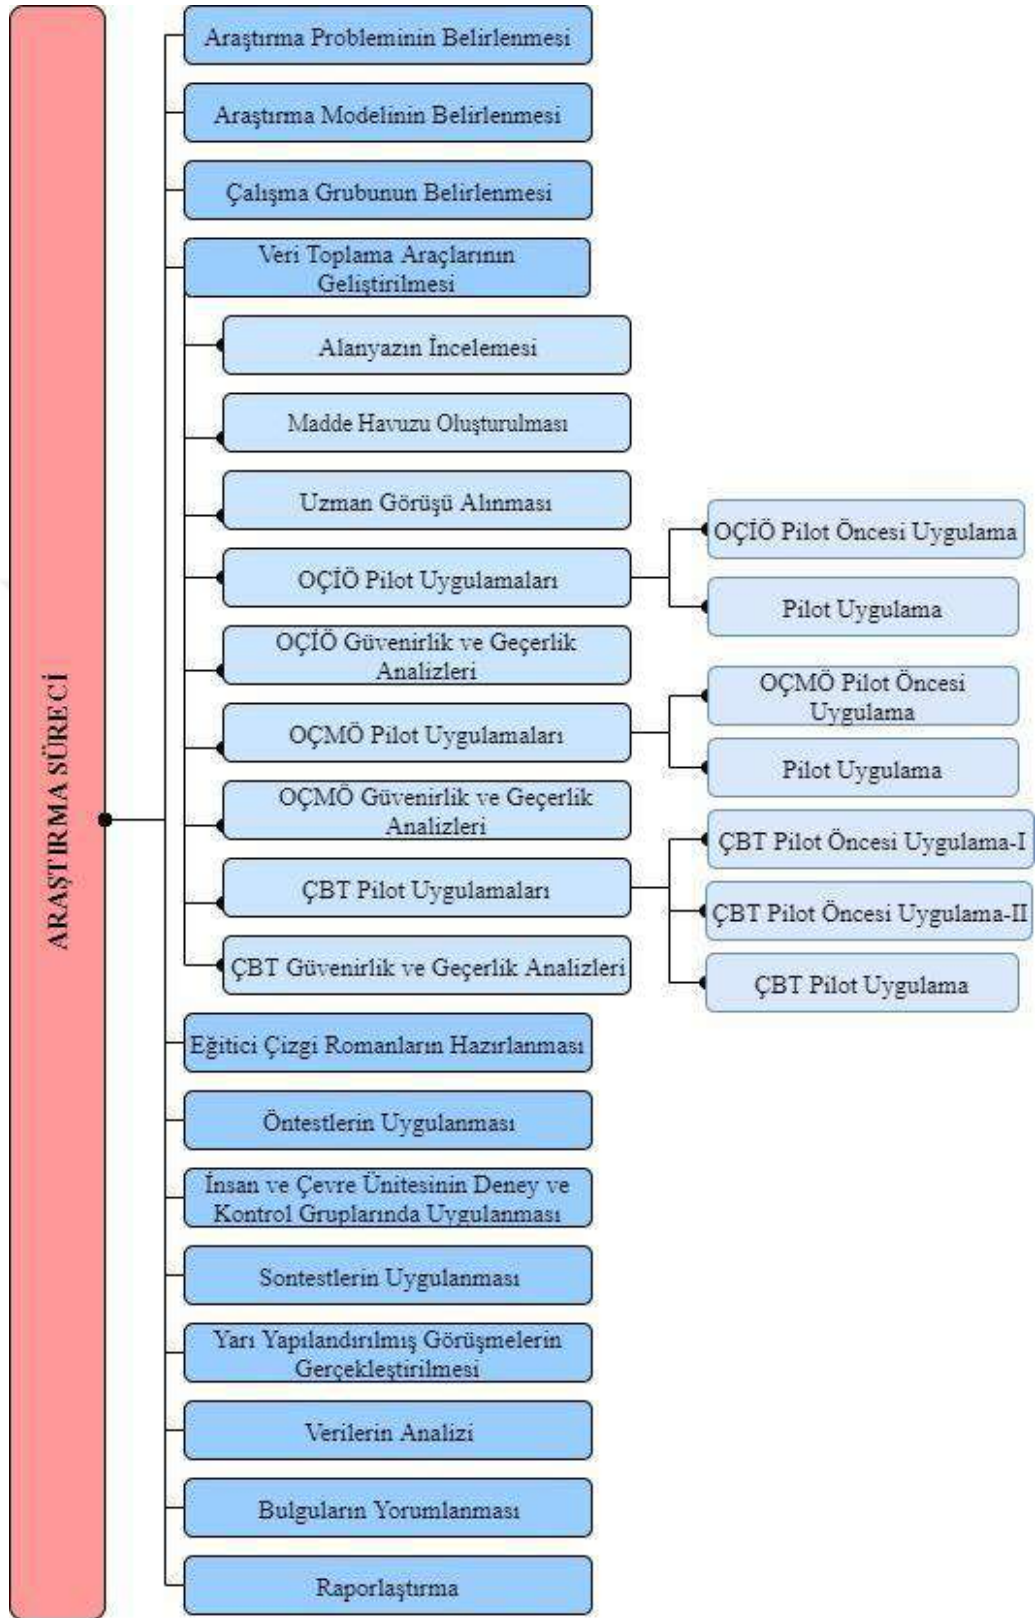 ARAŞTIRMA SÜRECİ
Araştırma Probleminin Belirlenmesi
Araştırma Modelinin Belirlenmesi
Çalışma Grubunun Belirlenmesi
Veri Toplama Araçlarının
Geliştirilmesi
Alanyazın İncelemesi
Madde Havuzu Oluşturulması
Uzman Görüşü Alınması
OÇİÖ Pilot Uygulamaları
OÇİÖ Pilot Öncesi Uygulama
Pilot Uygulama
OÇİÖ Güvenirlik ve Geçerlik
Analizleri
OÇMÖ Pilot Uygulamaları
OÇMÖ Pilot Öncesi
Uygulama
Pilot Uygulama
OÇMÖ Güvenirlik ve Geçerlik
Analizleri
ÇBT Pilot Uygulamaları
ÇBT Pilot Öncesi Uygulama-I
ÇBT Pilot Öncesi Uygulama-II
ÇBT Pilot Uygulama
ÇBT Güvenirlik ve Geçerlik Analizleri
Eğitici Çizgi Romanların Hazırlanması
Öntestlerin Uygulanması
İnsan ve Çevre Ünitesinin Deney ve
Kontrol Gruplarında Uygulanması
Sontestlerin Uygulanması
Yarı Yapılandırılmış Görüşmelerin
Gerçekleştirilmesi
Verilerin Analizi
Bulguların Yorumlanması
Raporlaştırma